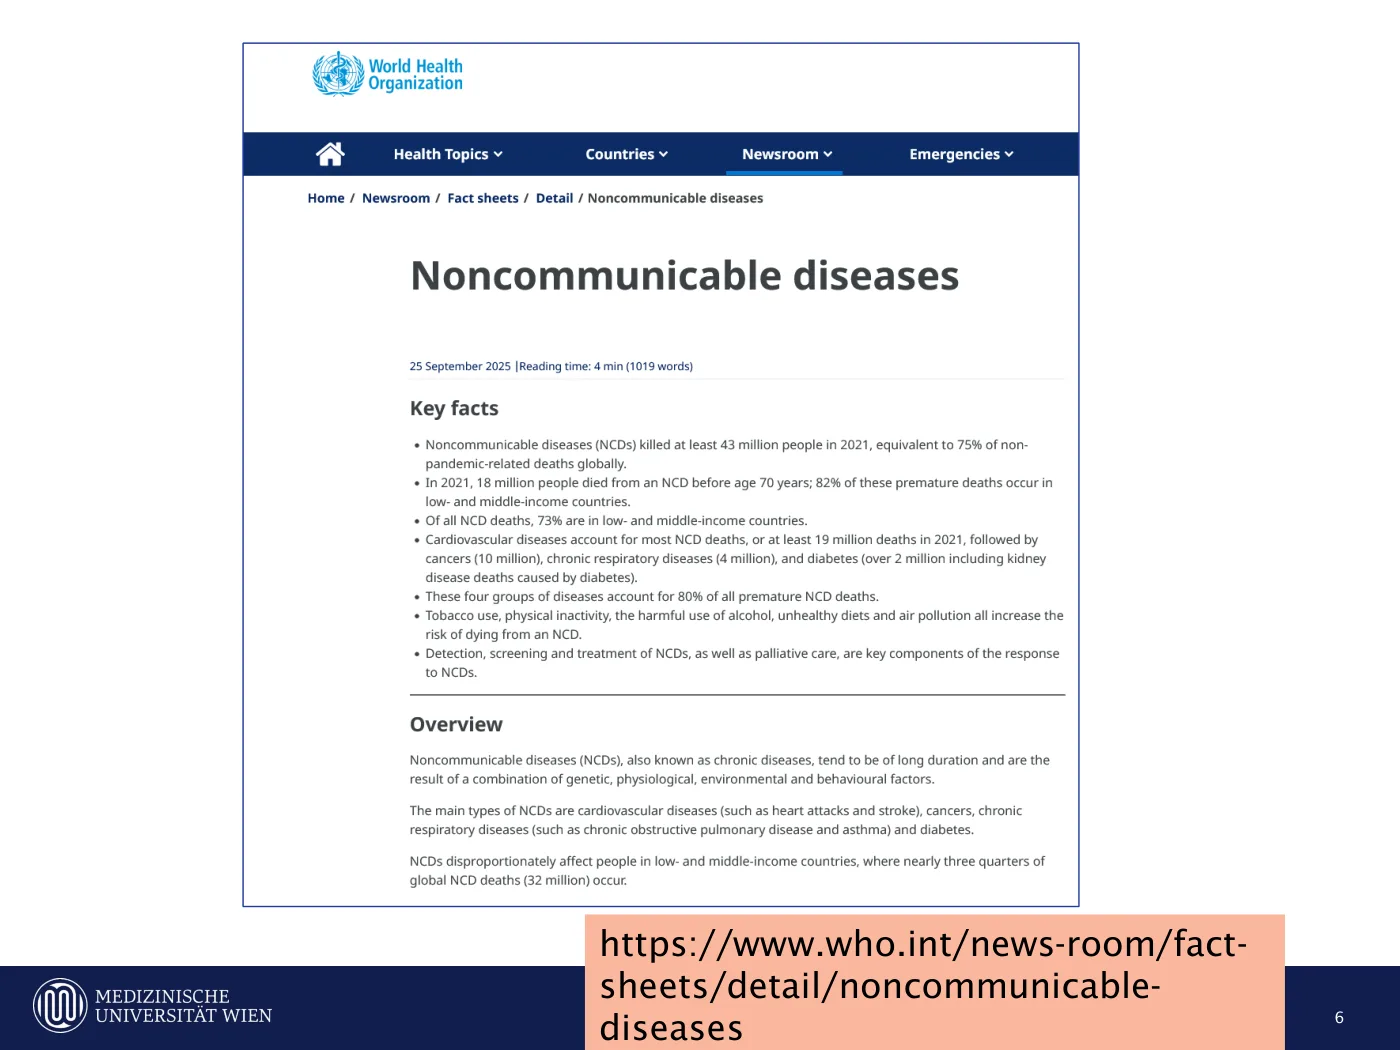 World Health
Organization
Health Topics
Countries
Newsroom
Emergencies
Home / Newsroom / Fact sheets / Detail / Noncommunicable diseases
Noncommunicable diseases
25 September 2025 |Reading time: 4 min (1019 words)
Key facts
• Noncommunicable diseases (NCDs) killed at least 43 million people in 2021, equivalent to 75% of non-
pandemic-related deaths globally.
• In 2021, 18 million people died from an NCD before age 70 years; 82% of these premature deaths occur in
low- and middle-income countries.
• Of all NCD deaths, 73% are in low- and middle-income countries.
• Cardiovascular diseases account for most NCD deaths, or at least 19 million deaths in 2021, followed by
cancers (10 million), chronic respiratory diseases (4 million), and diabetes (over 2 million including kidney
disease deaths caused by diabetes).
• These four groups of diseases account for 80% of all premature NCD deaths.
• Tobacco use, physical inactivity, the harmful use of alcohol, unhealthy diets and air pollution all increase the
risk of dying from an NCD.
• Detection, screening and treatment of NCDs, as well as palliative care, are key components of the response
to NCDs.
Overview
Noncommunicable diseases (NCDs), also known as chronic diseases, tend to be of long duration and are the
result of a combination of genetic, physiological, environmental and behavioural factors.
The main types of NCDs are cardiovascular diseases (such as heart attacks and stroke), cancers, chronic
respiratory diseases (such as chronic obstructive pulmonary disease and asthma) and diabetes.
NCDs disproportionately affect people in low- and middle-income countries, where nearly three quarters of
global NCD deaths (32 million) occur.
https://www.who.int/news-room/fact-
sheets/detail/noncommunicable-
diseases
MEDIZINISCHE
UNIVERSITÄT WIEN
6